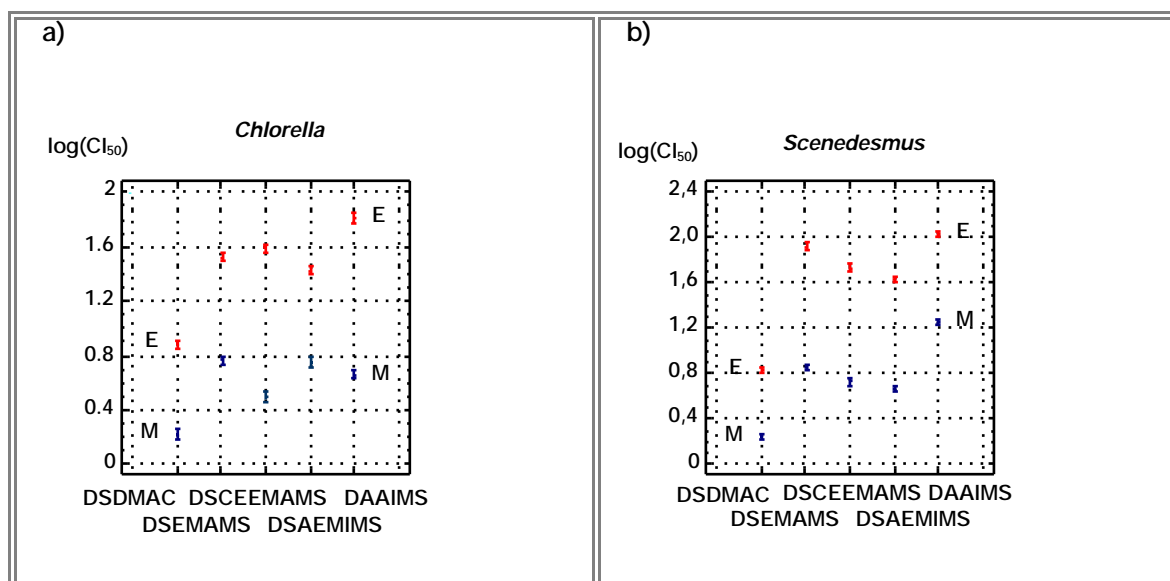 a)
Chlorella
log(CI₅₀)
2
1.6
1.2
0.8
0.4
0
E
E
M
M
DSDMAC DSCEEMAMS DAAIMS
DSEMAMS DSAEMIMS
b)
Scenedesmus
log(CI₅₀)
2,4
2,0
1,6
1,2
0,8
0,4
0
E
M
E
M
DSDMAC DSCEEMAMS DAAIMS
DSEMAMS DSAEMIMS